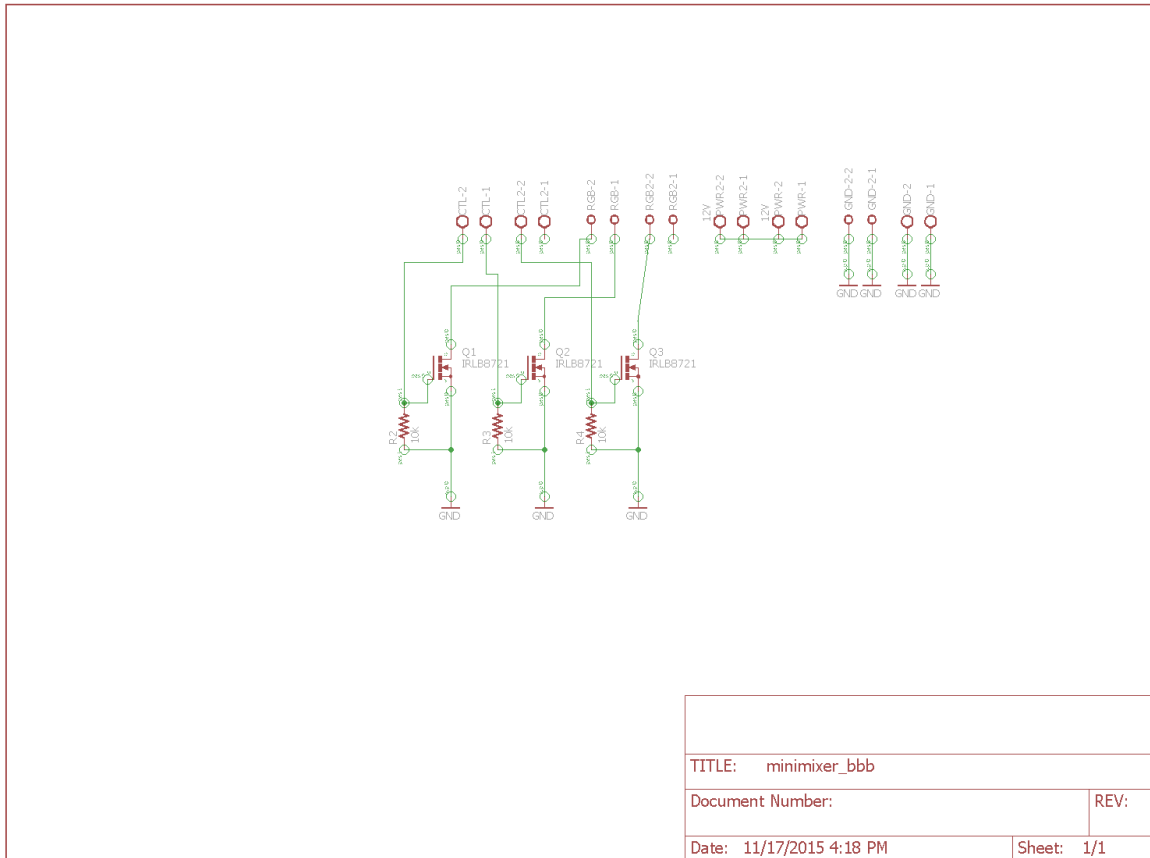 CTL-2
CTL-1
CTL2-2
CTL2-1
RGB-2
RGB-1
RGB2-2
RGB2-1
12V
PWR2-2
PWR2-1
12V
PWR-2
PWR-1
GND-2-2
GND-2-1
GND-2
GND-1
GND
GND
GND
GND
Q1
IRLB8721
Q2
IRLB8721
Q3
IRLB8721
R2
10k
R3
10k
R4
10k
GND
GND
GND
TITLE: minimixer_bbb
Document Number:
REV:
Date: 11/17/2015 4:18 PM
Sheet: 1/1